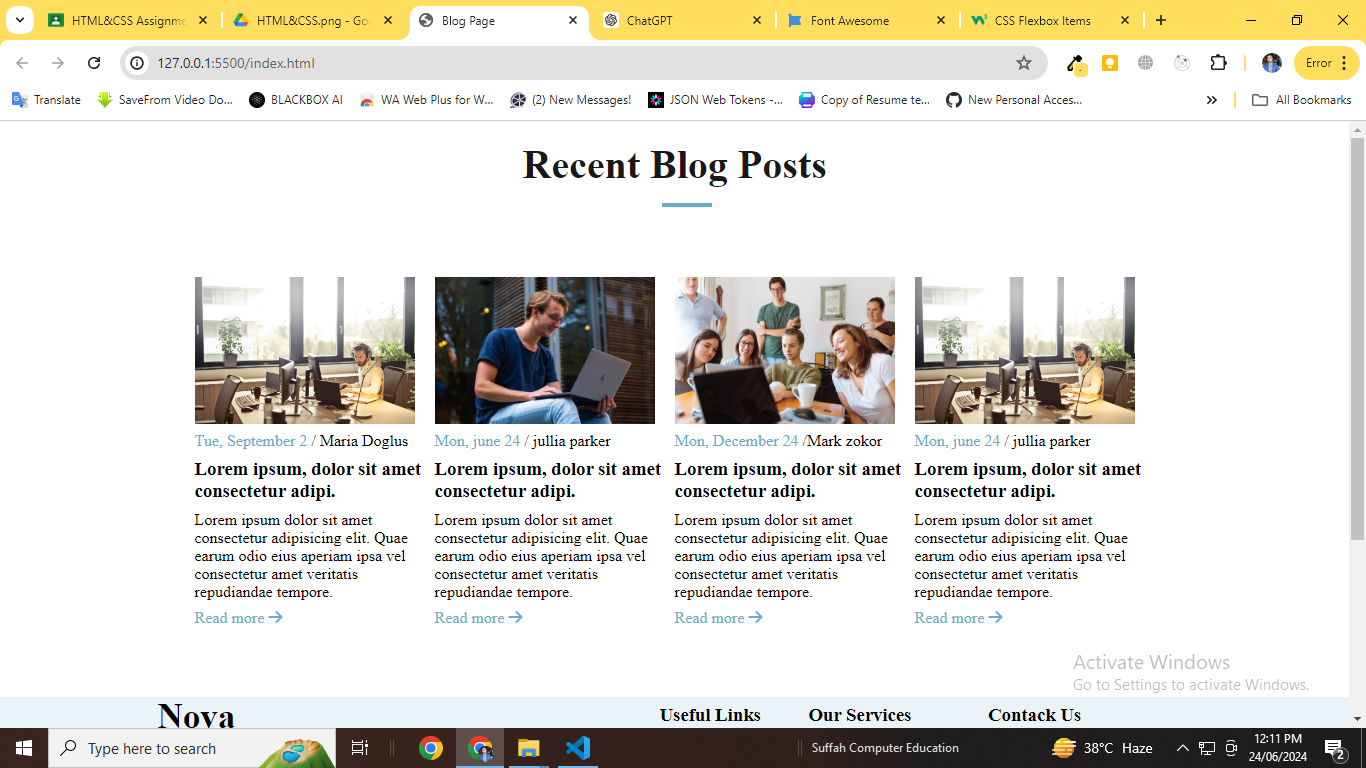 HTML&CSS Assignme
HTML&CSS.png - Go
Blog Page
ChatGPT
Font Awesome
CSS Flexbox Items
127.0.0.1:5500/index.html
Error
Translate
SaveFrom Video Do...
BLACKBOX AI
WA Web Plus for W...
(2) New Messages!
JSON Web Tokens -...
Copy of Resume te...
New Personal Acces...
All Bookmarks
Recent Blog Posts
Tue, September 2 / Maria Doglus
Lorem ipsum, dolor sit amet
consectetur adipi.
Lorem ipsum dolor sit amet
consectetur adipisicing elit. Quae
earum odio eius aperiam ipsa vel
consectetur amet veritatis
repudiandae tempore.
Read more
Mon, june 24 / jullia parker
Lorem ipsum, dolor sit amet
consectetur adipi.
Lorem ipsum dolor sit amet
consectetur adipisicing elit. Quae
earum odio eius aperiam ipsa vel
consectetur amet veritatis
repudiandae tempore.
Read more
Mon, December 24 /Mark zokor
Lorem ipsum, dolor sit amet
consectetur adipi.
Lorem ipsum dolor sit amet
consectetur adipisicing elit. Quae
earum odio eius aperiam ipsa vel
consectetur amet veritatis
repudiandae tempore.
Read more
Mon, june 24 / jullia parker
Lorem ipsum, dolor sit amet
consectetur adipi.
Lorem ipsum dolor sit amet
consectetur adipisicing elit. Quae
earum odio eius aperiam ipsa vel
consectetur amet veritatis
repudiandae tempore.
Read more
Activate Windows
Go to Settings to activate Windows.
Nova
Useful Links
Our Services
Contack Us
Type here to search
Suffah Computer Education
38°C Haze
12:11 PM
24/06/2024
2